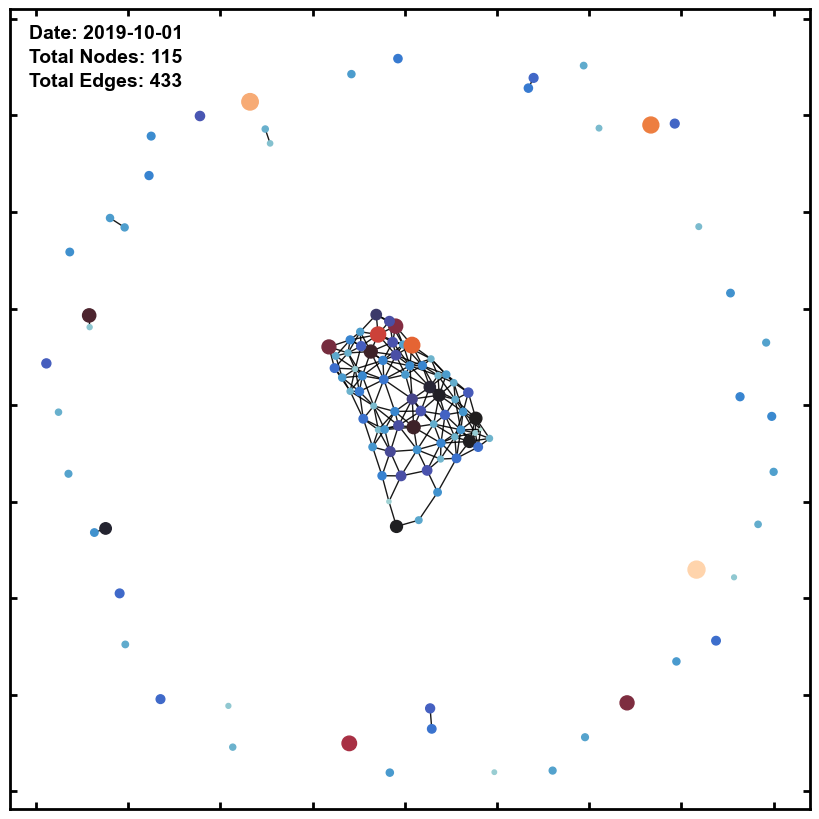 Date: 2019-10-01
Total Nodes: 115
Total Edges: 433